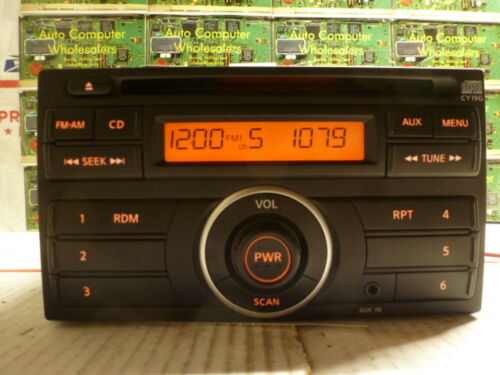 Auto Computer Wholesalers
Auto Computer Wholesalers
Auto Computer Wholesalers
Auto Computer Wholesalers
CY19G
FM-AM CD
12:00 FM1 ch 5 107.9
AUX MENU
SEEK
TUNE
VOL
1 RDM
RPT 4
2
PWR
5
3
SCAN
6
AUX IN